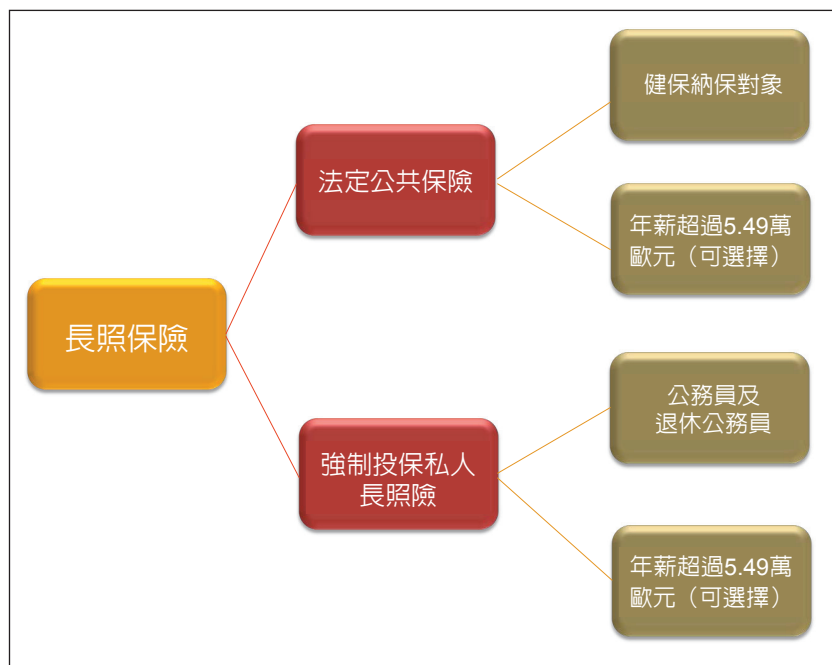 長照保險
法定公共保險
健保納保對象
年薪超過5.49萬
歐元（可選擇）
強制投保私人
長照險
公務員及
退休公務員
年薪超過5.49萬
歐元（可選擇）